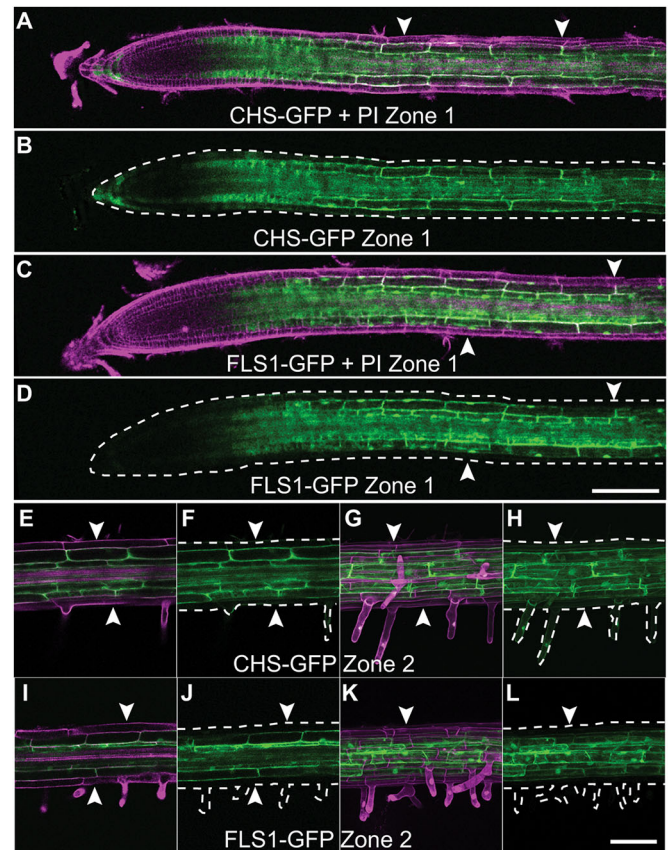 A
CHS-GFP + PI Zone 1
B
CHS-GFP Zone 1
C
FLS1-GFP + PI Zone 1
D
FLS1-GFP Zone 1
E F G H
CHS-GFP Zone 2
I J K L
FLS1-GFP Zone 2